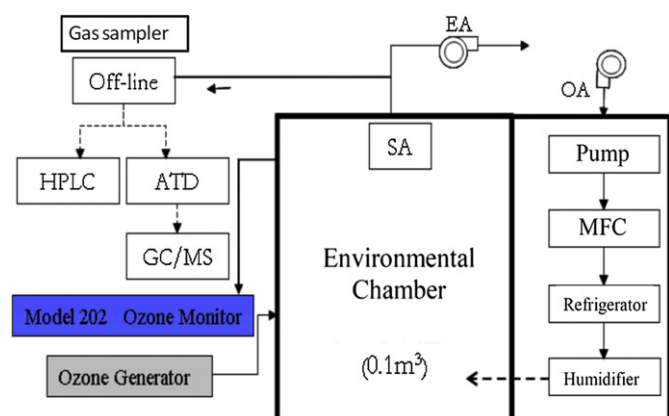 Gas sampler
EA
Off-line
OA
SA
Pump
HPLC
ATD
MFC
GC/MS
Environmental
Chamber
Model 202 Ozone Monitor
Refrigerator
Ozone Generator
(0.1m³)
Humidifier